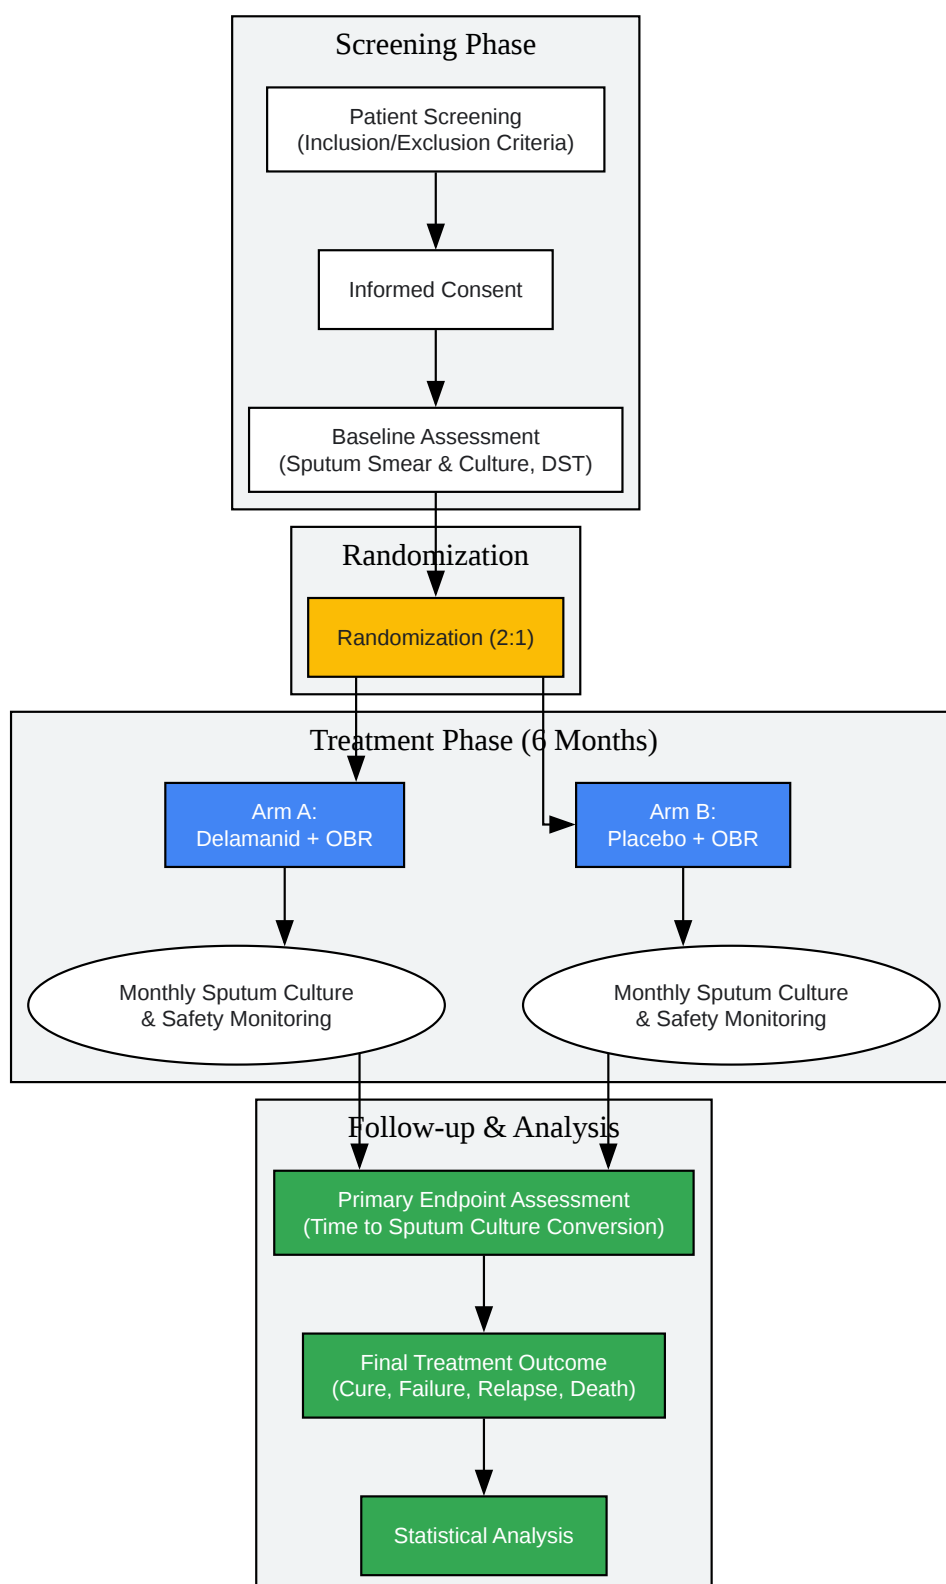 Screening Phase
Patient Screening
(Inclusion/Exclusion Criteria)
Informed Consent
Baseline Assessment
(Sputum Smear & Culture, DST)
Randomization
Randomization (2:1)
Treatment Phase (6 Months)
Arm A:
Delamanid + OBR
Arm B:
Placebo + OBR
Monthly Sputum Culture
& Safety Monitoring
Monthly Sputum Culture
& Safety Monitoring
Follow-up & Analysis
Primary Endpoint Assessment
(Time to Sputum Culture Conversion)
Final Treatment Outcome
(Cure, Failure, Relapse, Death)
Statistical Analysis